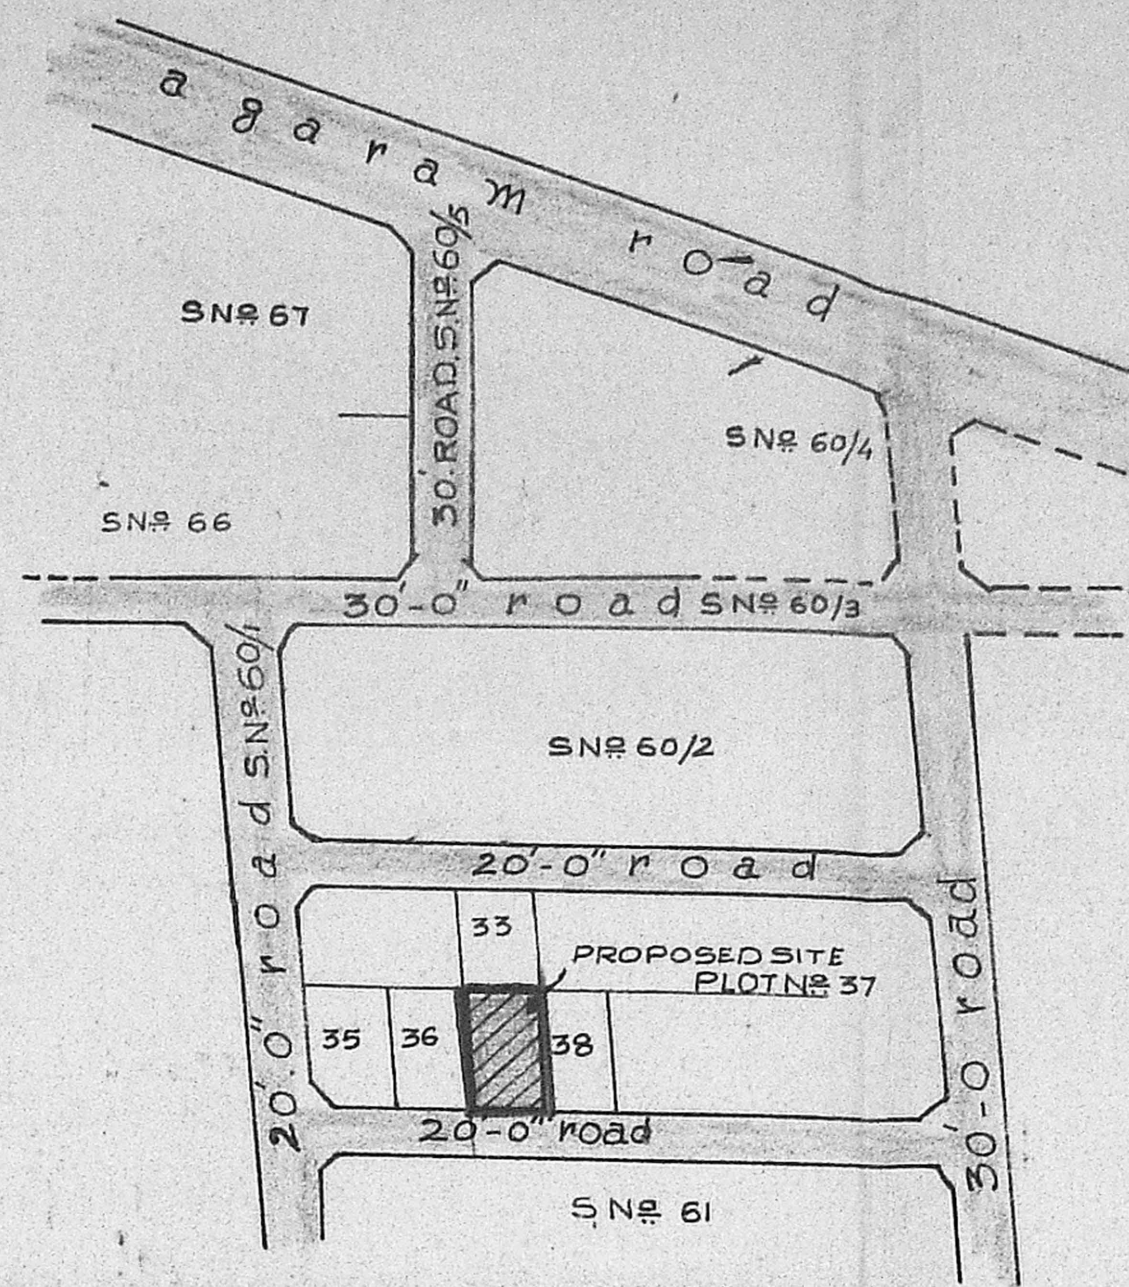 agaram road
30' ROAD. S.Nº 60/5
S Nº 67
S Nº 60/4
S Nº 66
30'-0" road S Nº 60/3
20'.0" road S.Nº 60/1
S Nº 60/2
20'-0" road
33
PROPOSED SITE
PLOT Nº 37
35
36
38
30'-0 road
20'-0" road
S Nº 61